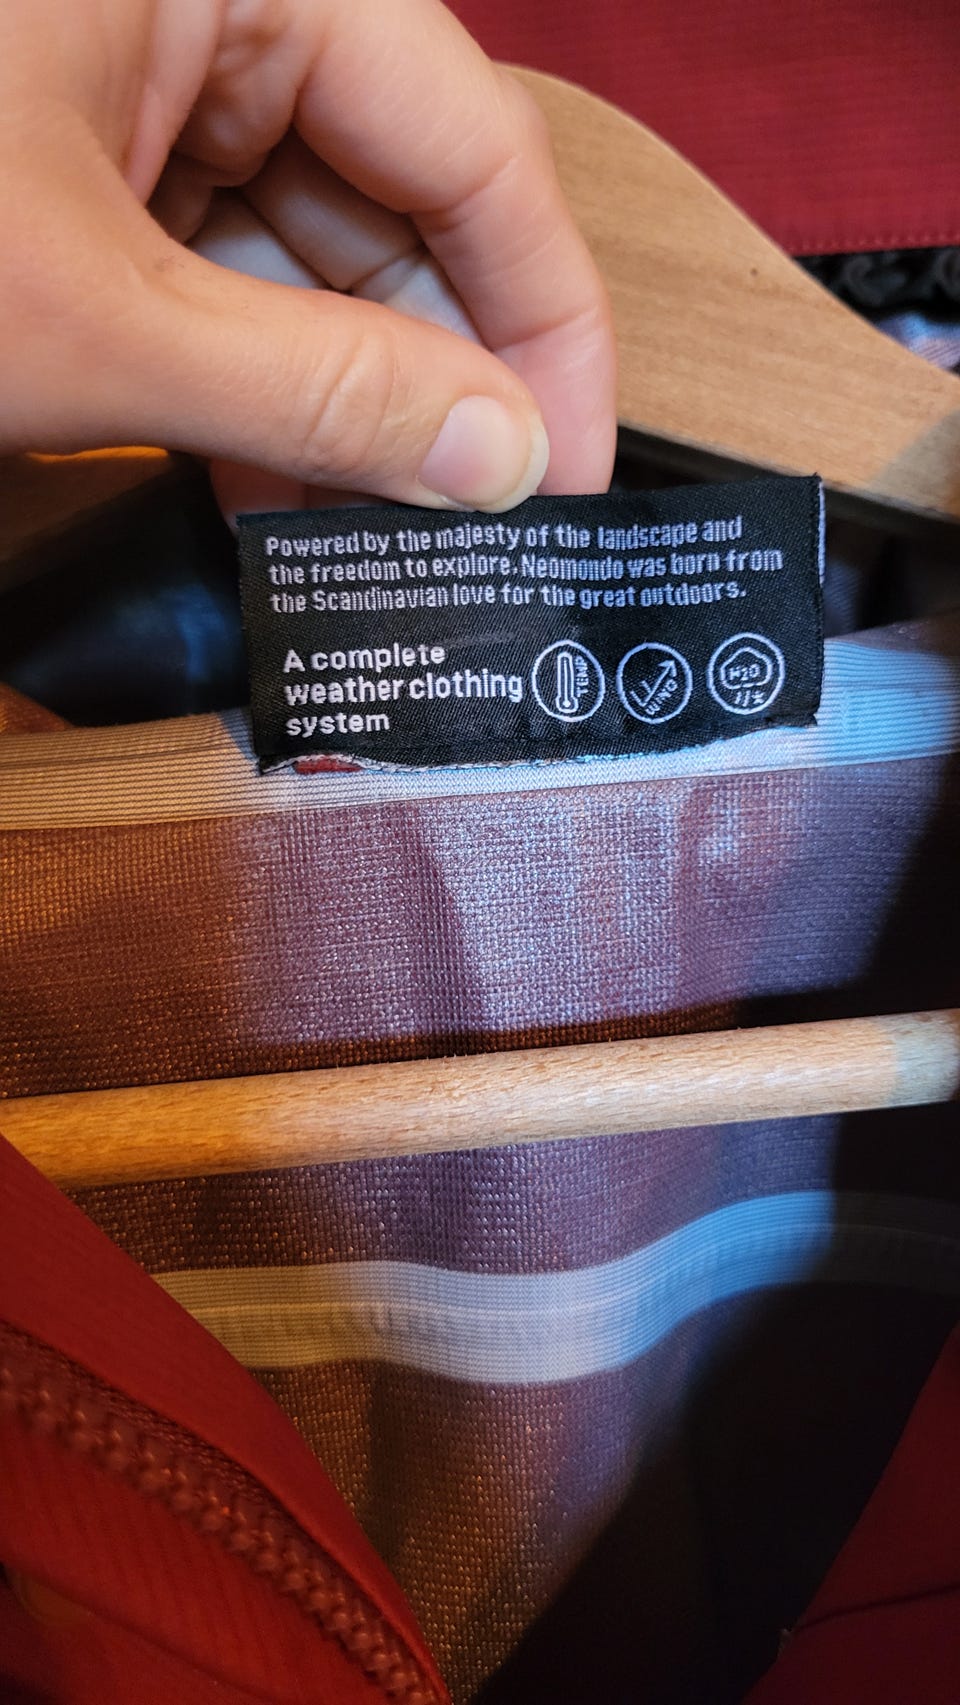 Powered by the majesty of the landscape and
the freedom to explore. Neomondo was born from
the Scandinavian love for the great outdoors.
A complete
weather clothing
system
TEMP
WING
H2O